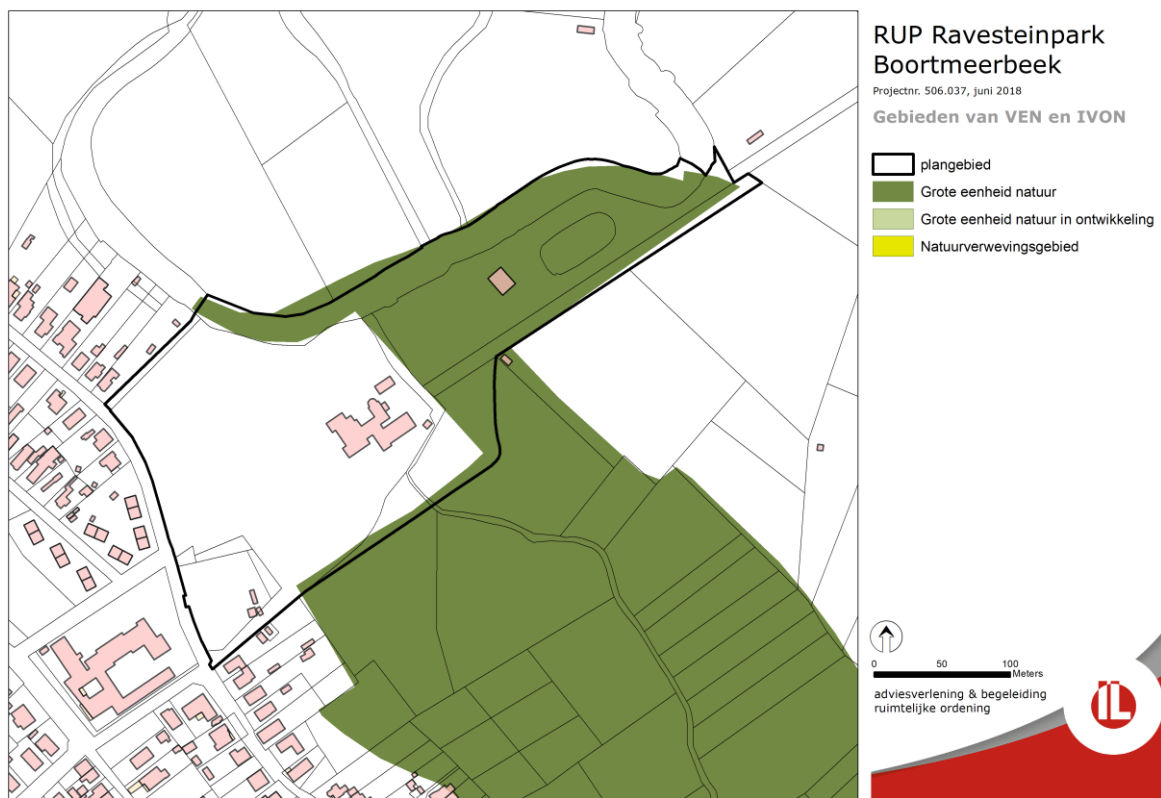 RUP Ravesteinpark
Boortmeerbeek
Projectnr. 506.037, juni 2018
Gebieden van VEN en IVON
plangebied
Grote eenheid natuur
Grote eenheid natuur in ontwikkeling
Natuurverwevingsgebied
0 50 100
Meters
adviesverlening & begeleiding
ruimtelijke ordening
IL